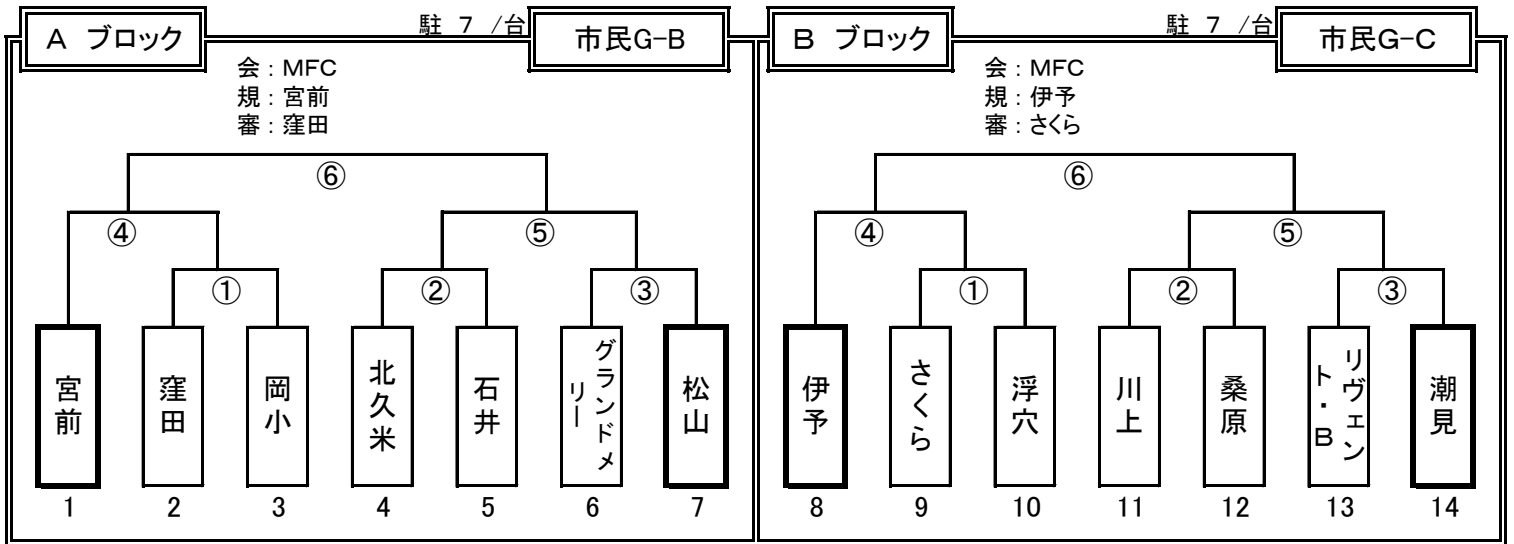 A ブロック
駐 7 /台
市民G-B
会：MFC
規：宮前
審：窪田
⑥
④
⑤
①
②
③
宮前
窪田
岡小
北久米
石井
グランドメ
リー
松山
1 2 3 4 5 6 7
B ブロック
駐 7 /台
市民G-C
会：MFC
規：伊予
審：さくら
⑥
④
⑤
①
②
③
伊予
さくら
浮穴
川上
桑原
リヴェン
ト・B
潮見
8 9 10 11 12 13 14